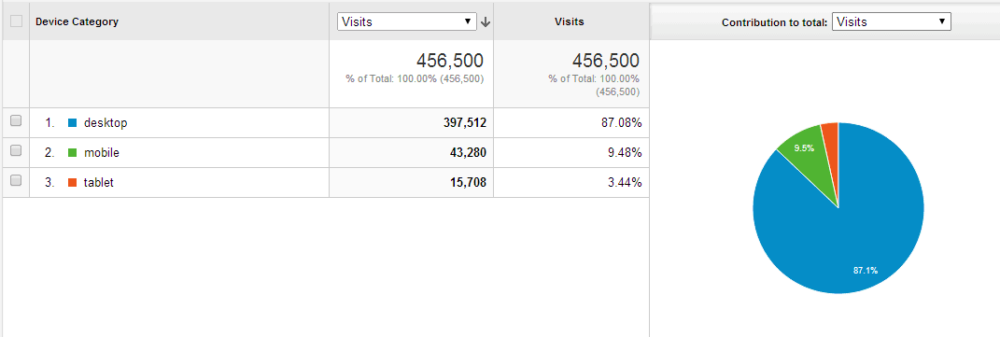 Device Category Visits Visits Contribution to total: Visits
456,500 456,500
% of Total: 100.00% (456,500) % of Total: 100.00%
(456,500)
1. desktop 397,512 87.08%
2. mobile 43,280 9.48%
3. tablet 15,708 3.44%
9.5%
87.1%